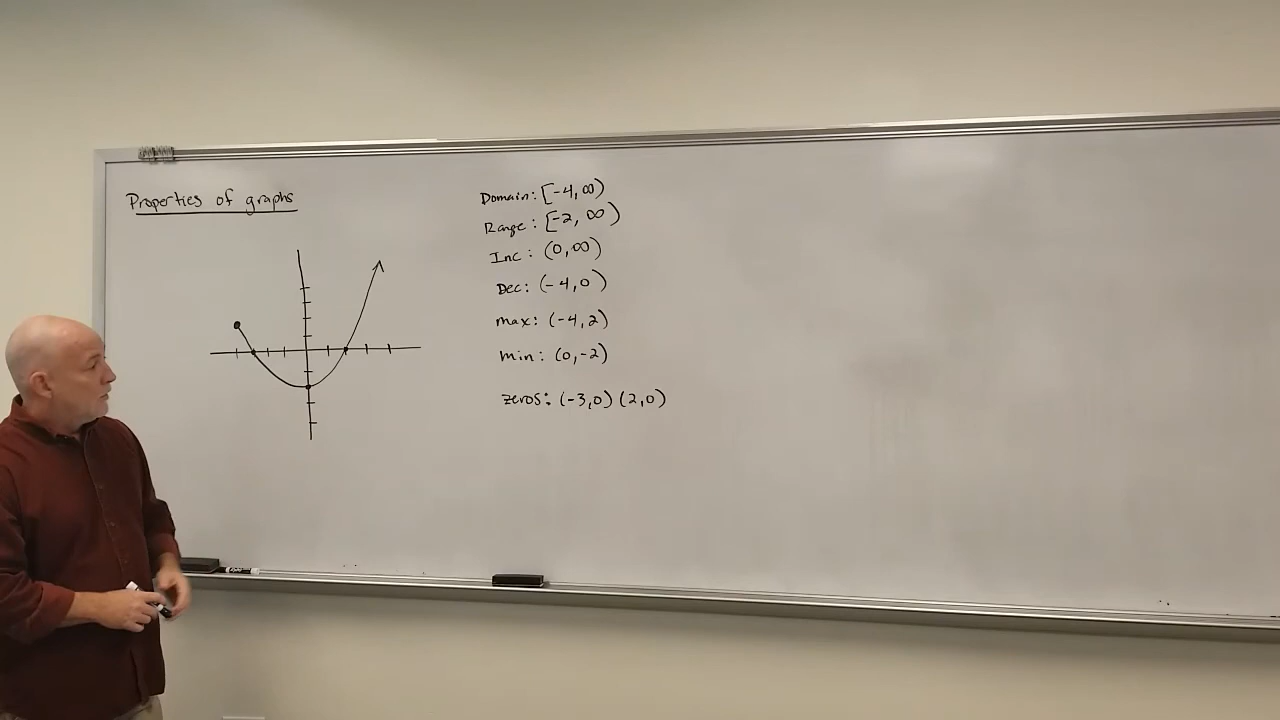 Properties of graphs
Domain: [-4, ∞)
Range: [-2, ∞)
Inc: (0, ∞)
Dec: (-4, 0)
max: (-4, 2)
min: (0, -2)
zeros: (-3, 0) (2, 0)